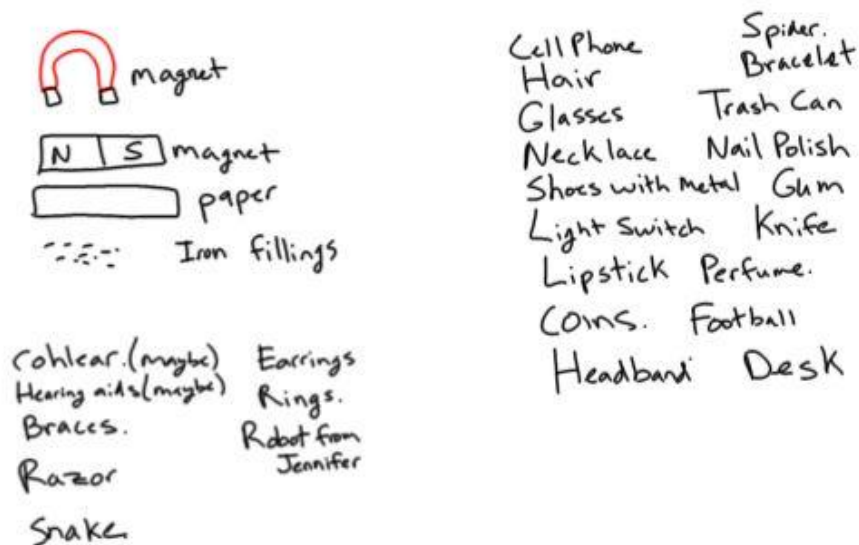 magnet
N S magnet
paper
Iron fillings
Cohlear.(maybe) Earrings
Hearing aids(maybe) Rings.
Braces. Robot from
Jennifer
Razor
Snake
Cell Phone Spider.
Hair Bracelet
Glasses Trash Can
Necklace Nail Polish
Shoes with metal Gum
Light Switch Knife
Lipstick Perfume.
Coins. Football
Headband Desk